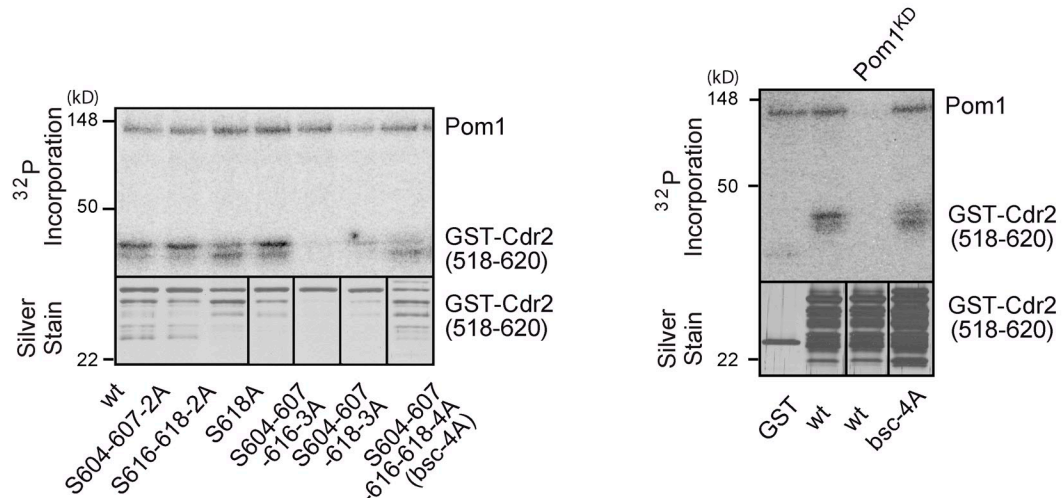 (kD)
148
50
22
32P
Incorporation
Silver
Stain
Pom1
GST-Cdr2
(518-620)
GST-Cdr2
(518-620)
wt
S604-607-2A
S616-618-2A
S618A
S604-607
-616-3A
S604-607
-618-3A
S604-607
-616-618-4A
(bsc-4A)
Pom1KD
(kD)
148
50
22
32P
Incorporation
Silver
Stain
Pom1
GST-Cdr2
(518-620)
GST-Cdr2
(518-620)
GST
wt
wt
bsc-4A